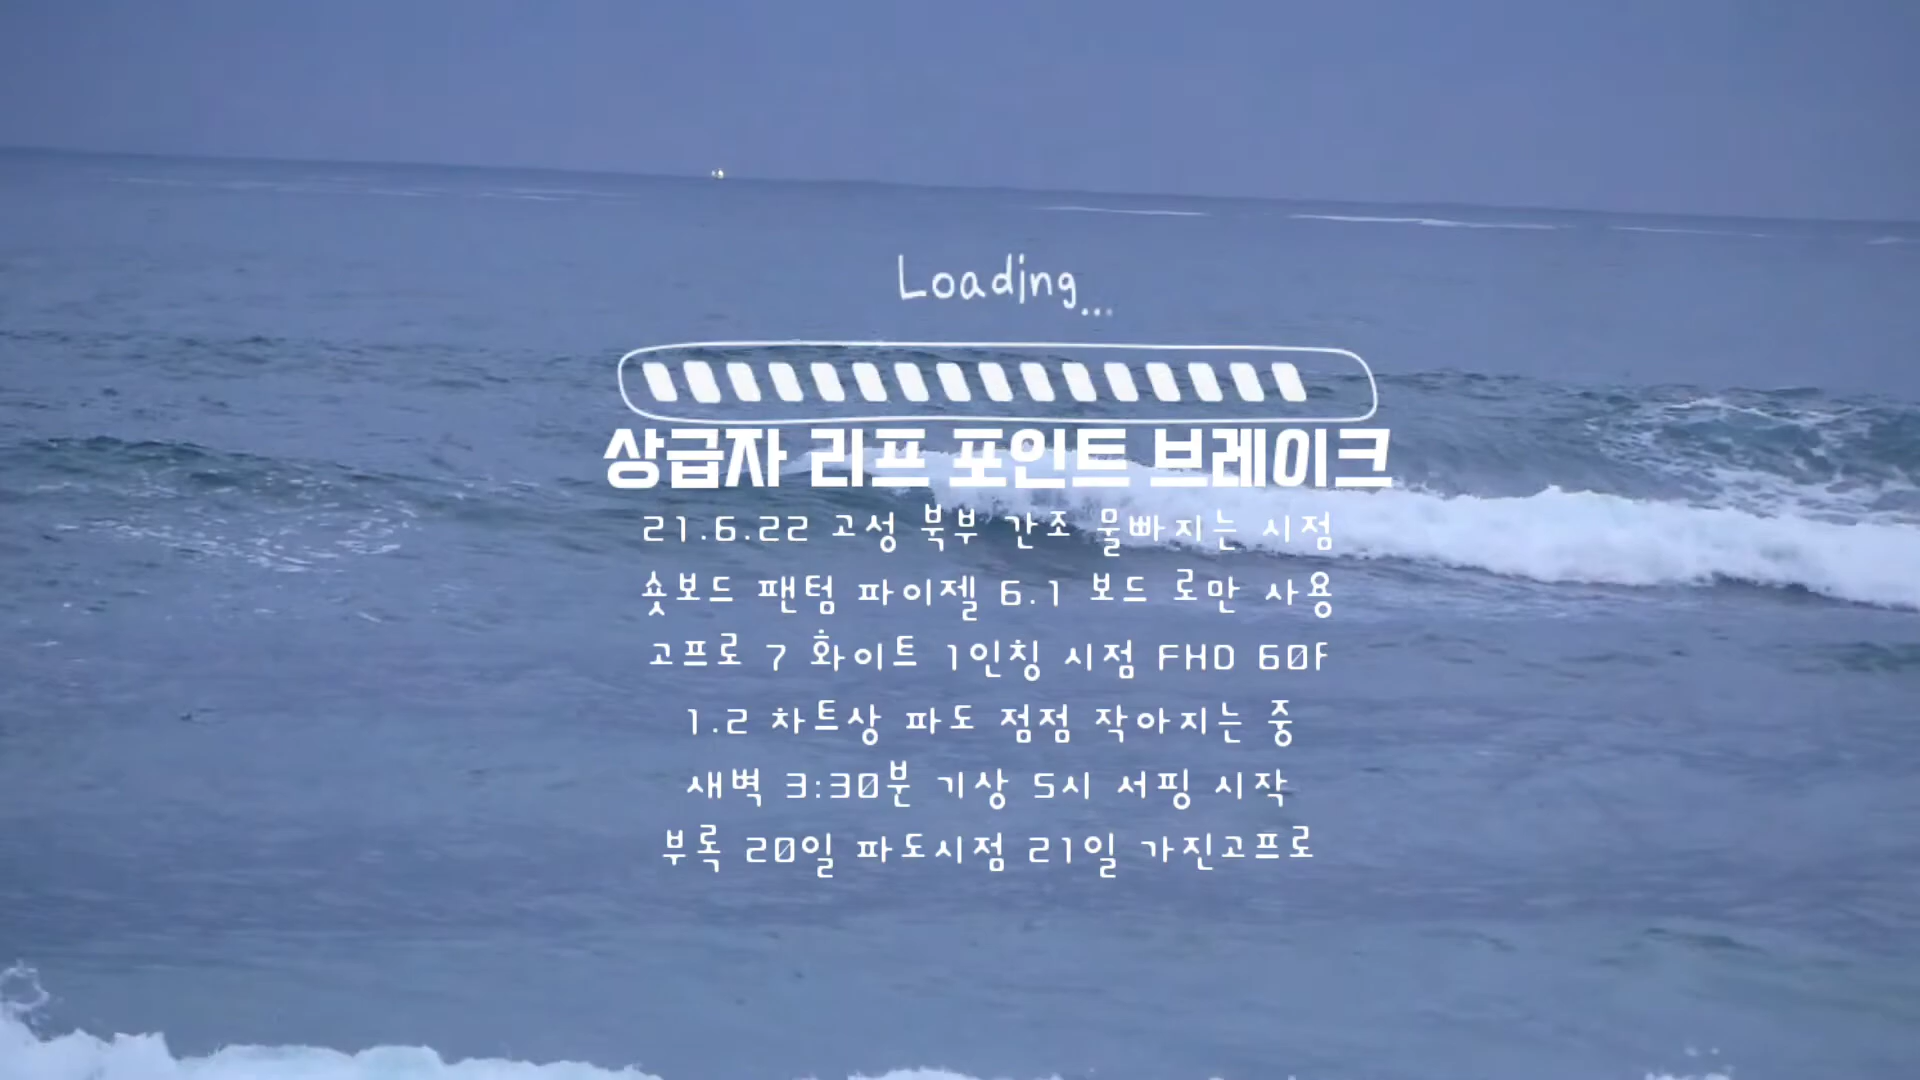 Loading...
상급자 리프 포인트 브레이크
21.6.22 고성 북부 간조 물빠지는 시점
숏보드 팬텀 파이젤 6.1 보드 로만 사용
고프로 7 화이트 1인칭 시점 FHD 60F
1.2 차트상 파도 점점 작아지는 중
새벽 3:30분 기상 5시 서핑 시작
부록 20일 파도시점 21일 가진고프로